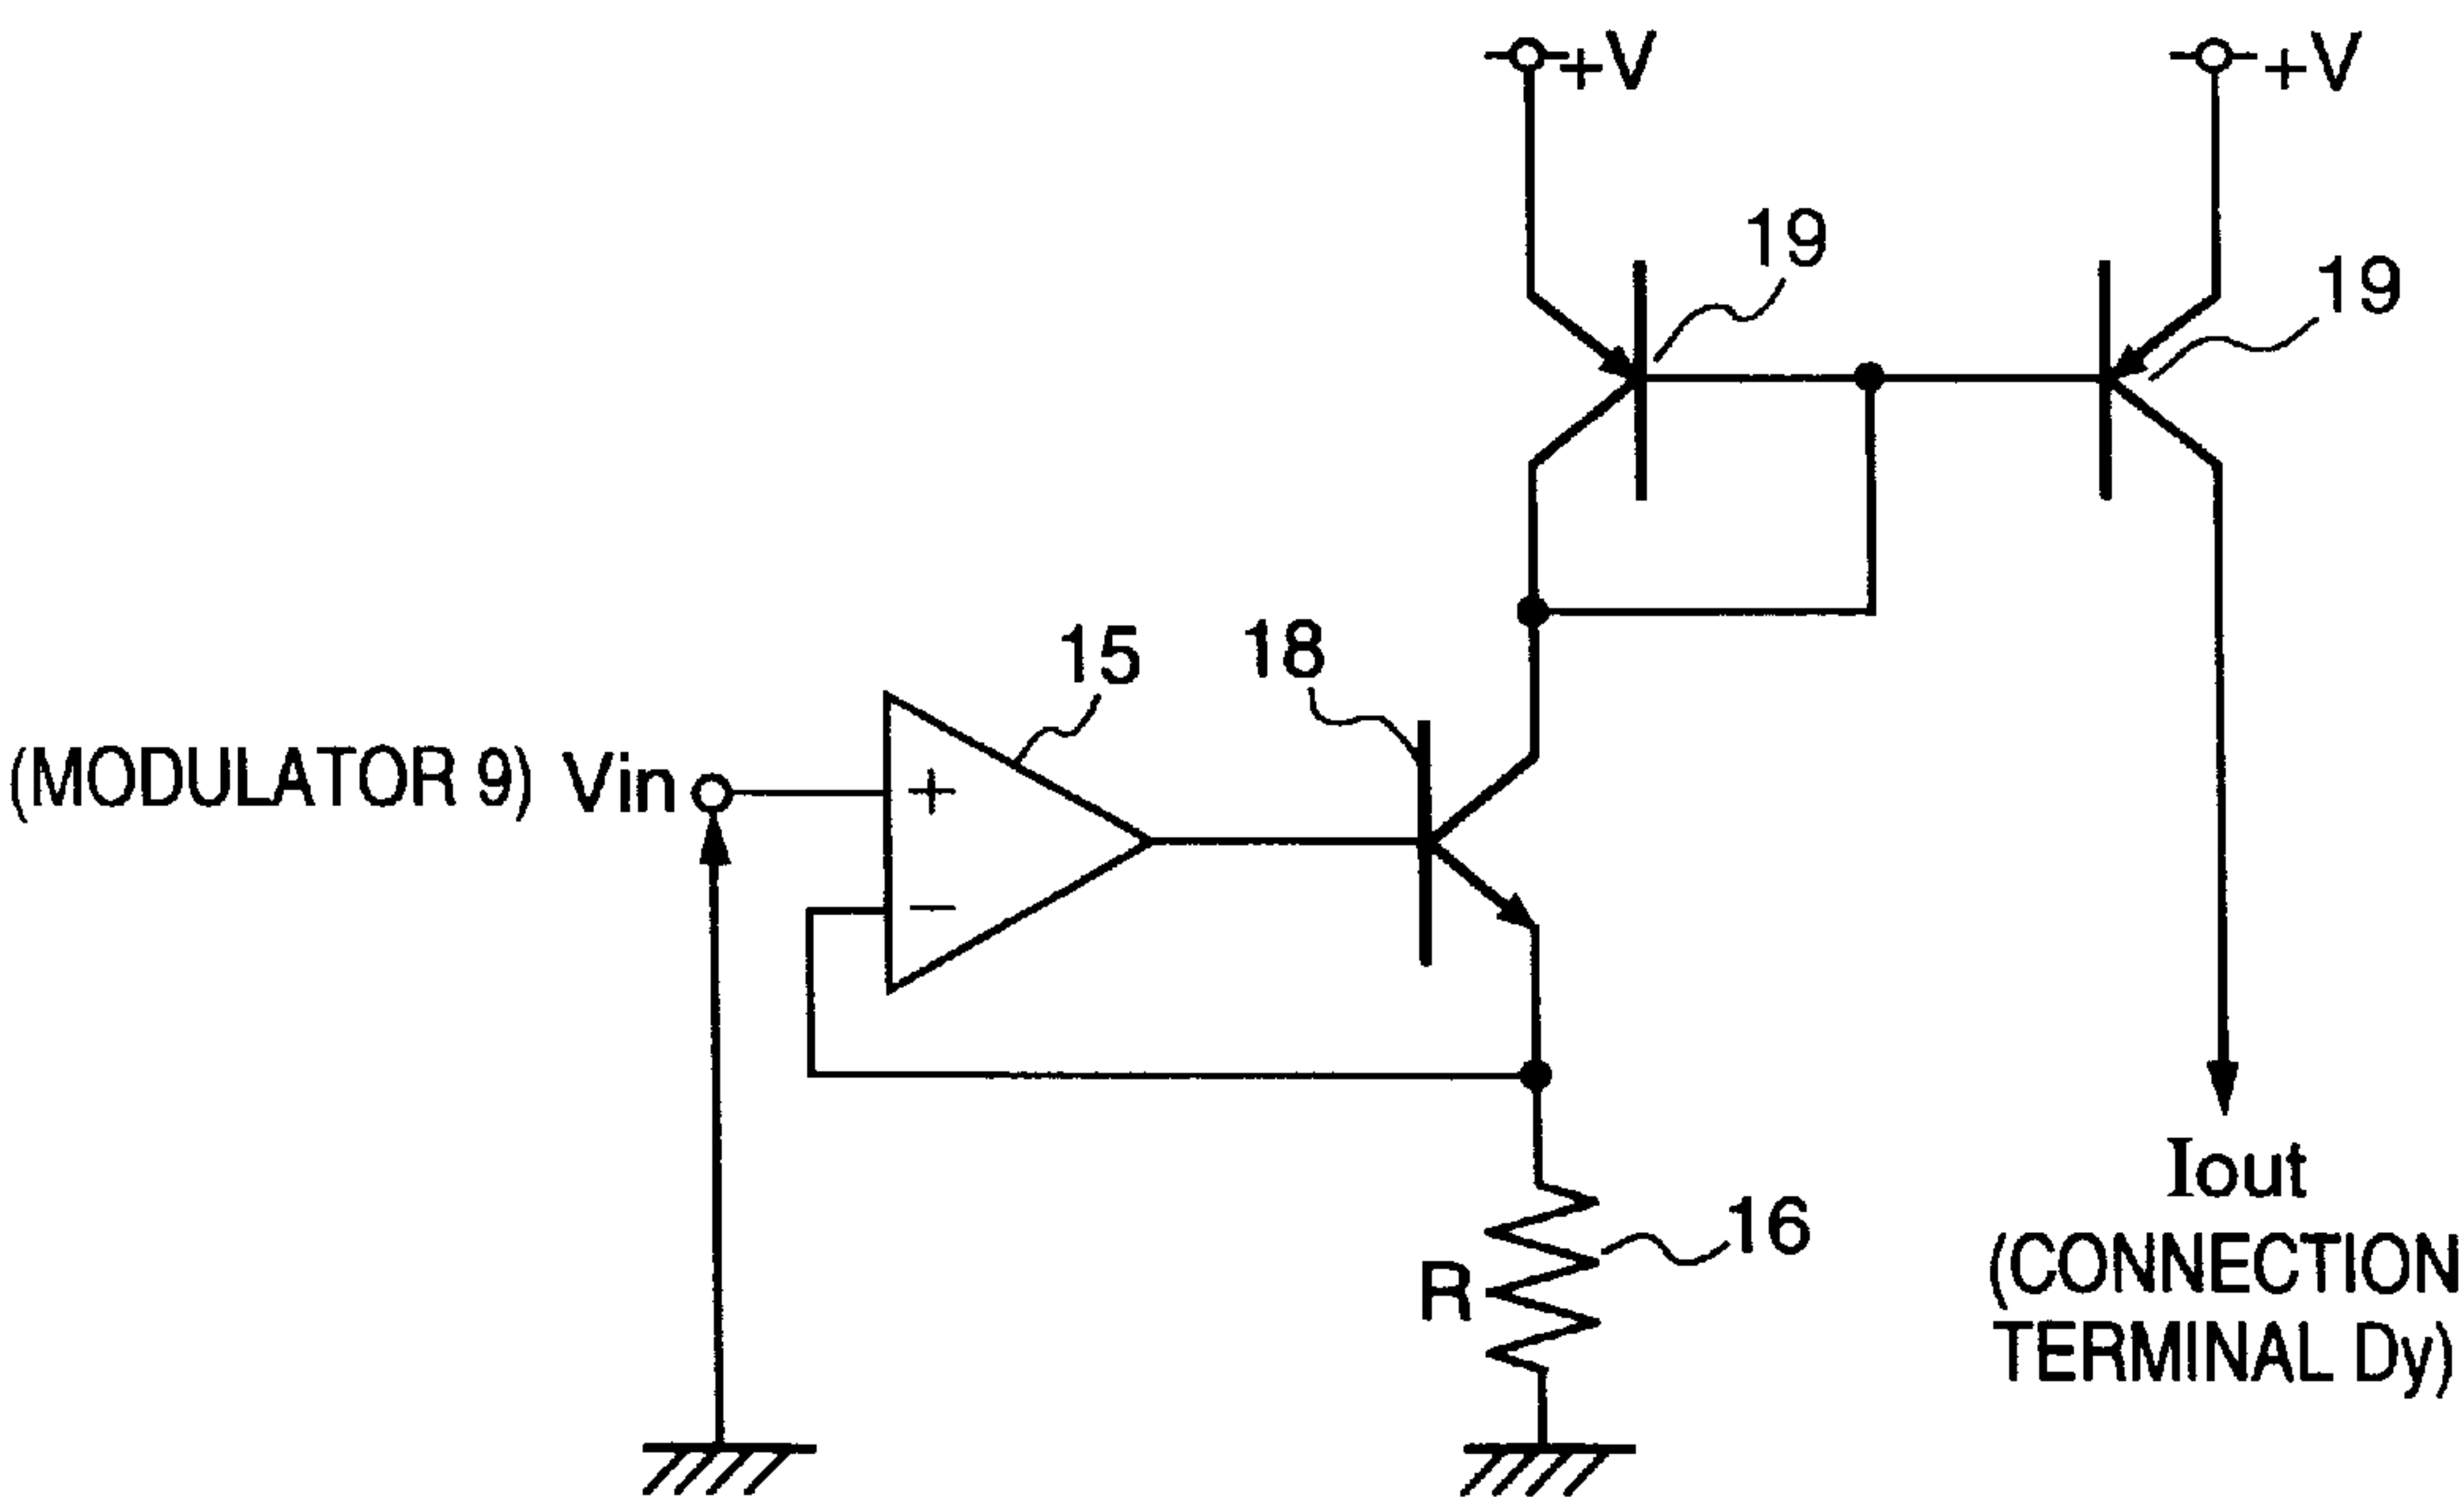 +V
+V
19
19
15
18
(MODULATOR 9) Vin
+
−
16
R
Iout
(CONNECTION
TERMINAL Dy)